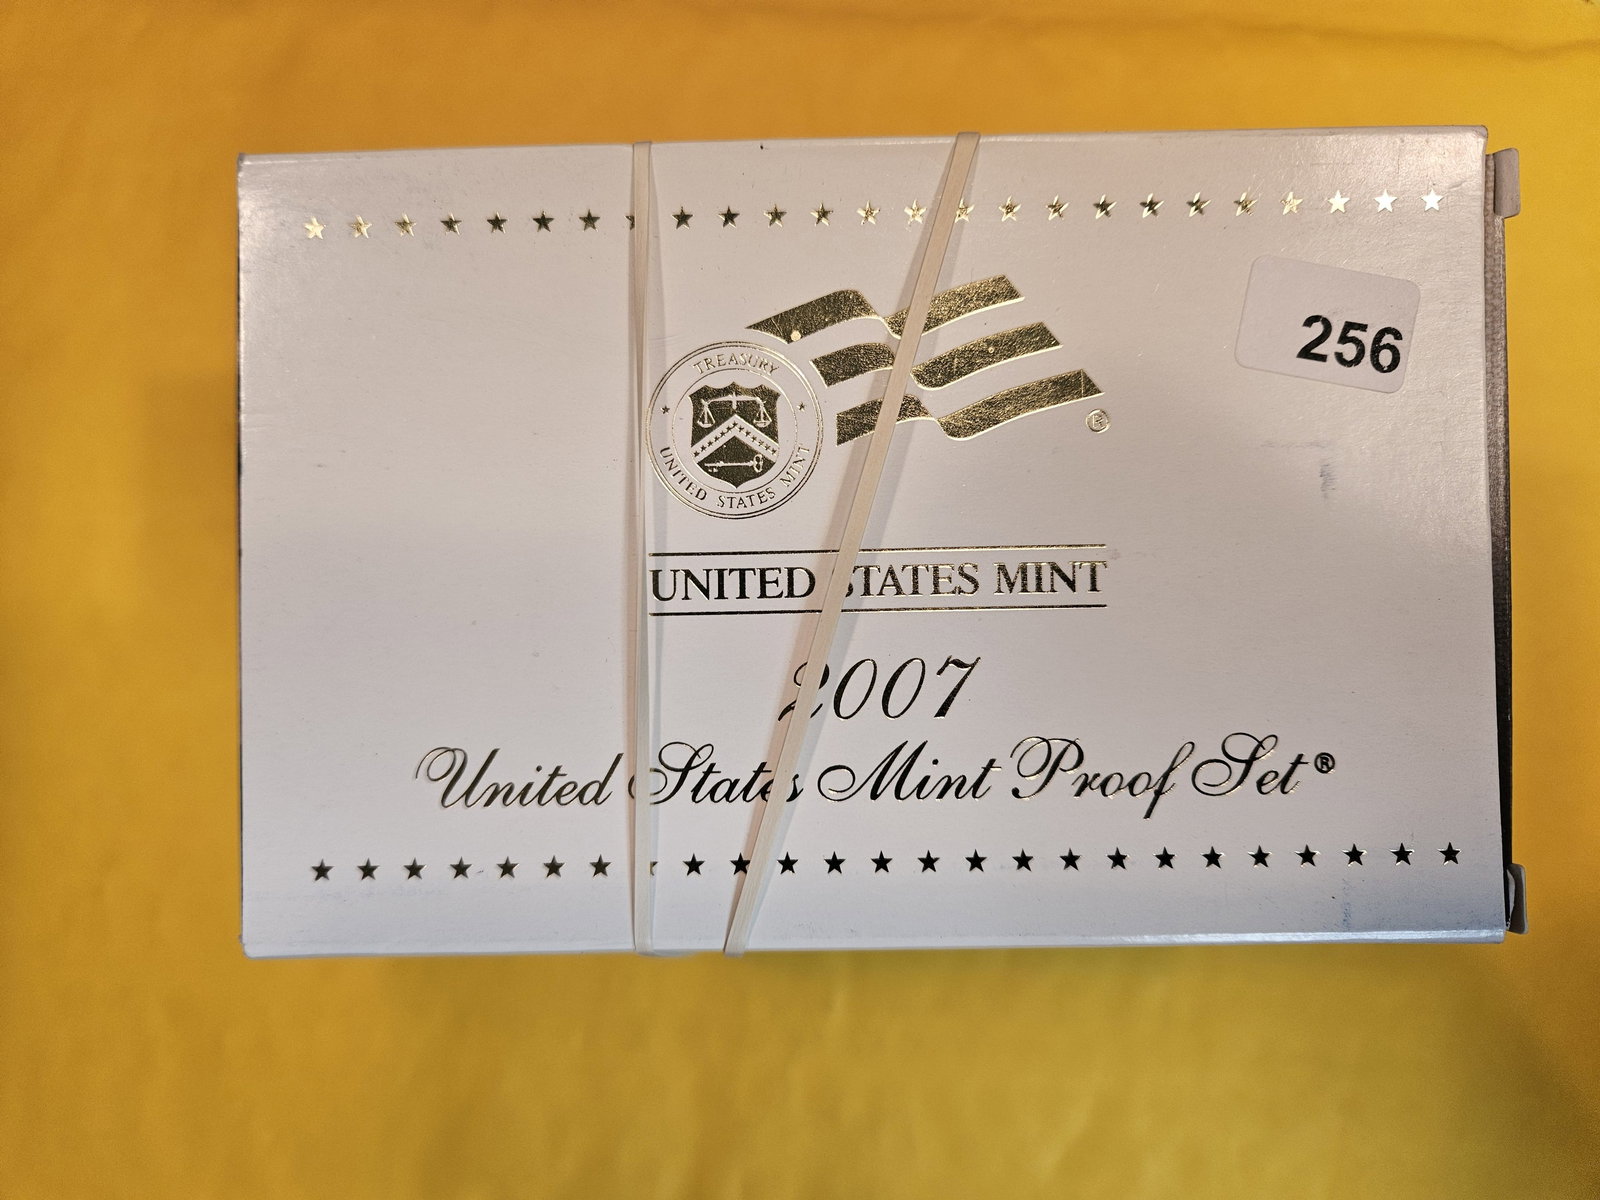 256
TREASURY
UNITED STATES MINT
®
UNITED STATES MINT
2007
United States Mint Proof Set®